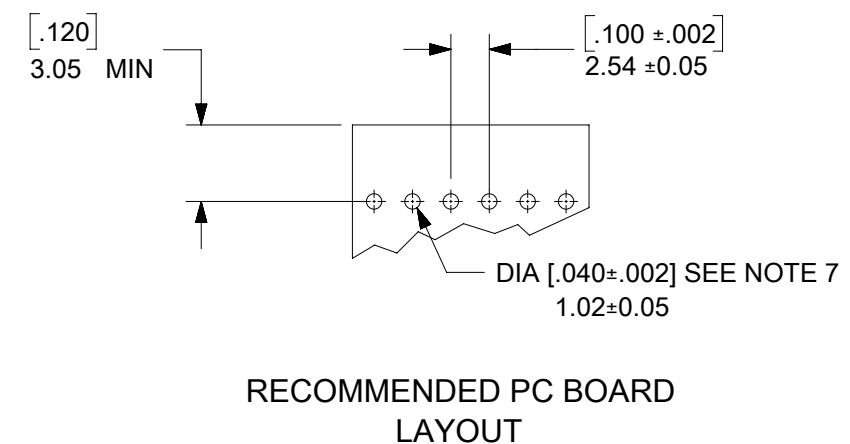 [.120]
3.05 MIN
[.100 ±.002]
2.54 ±0.05
DIA [.040±.002] SEE NOTE 7
1.02±0.05
RECOMMENDED PC BOARD
LAYOUT